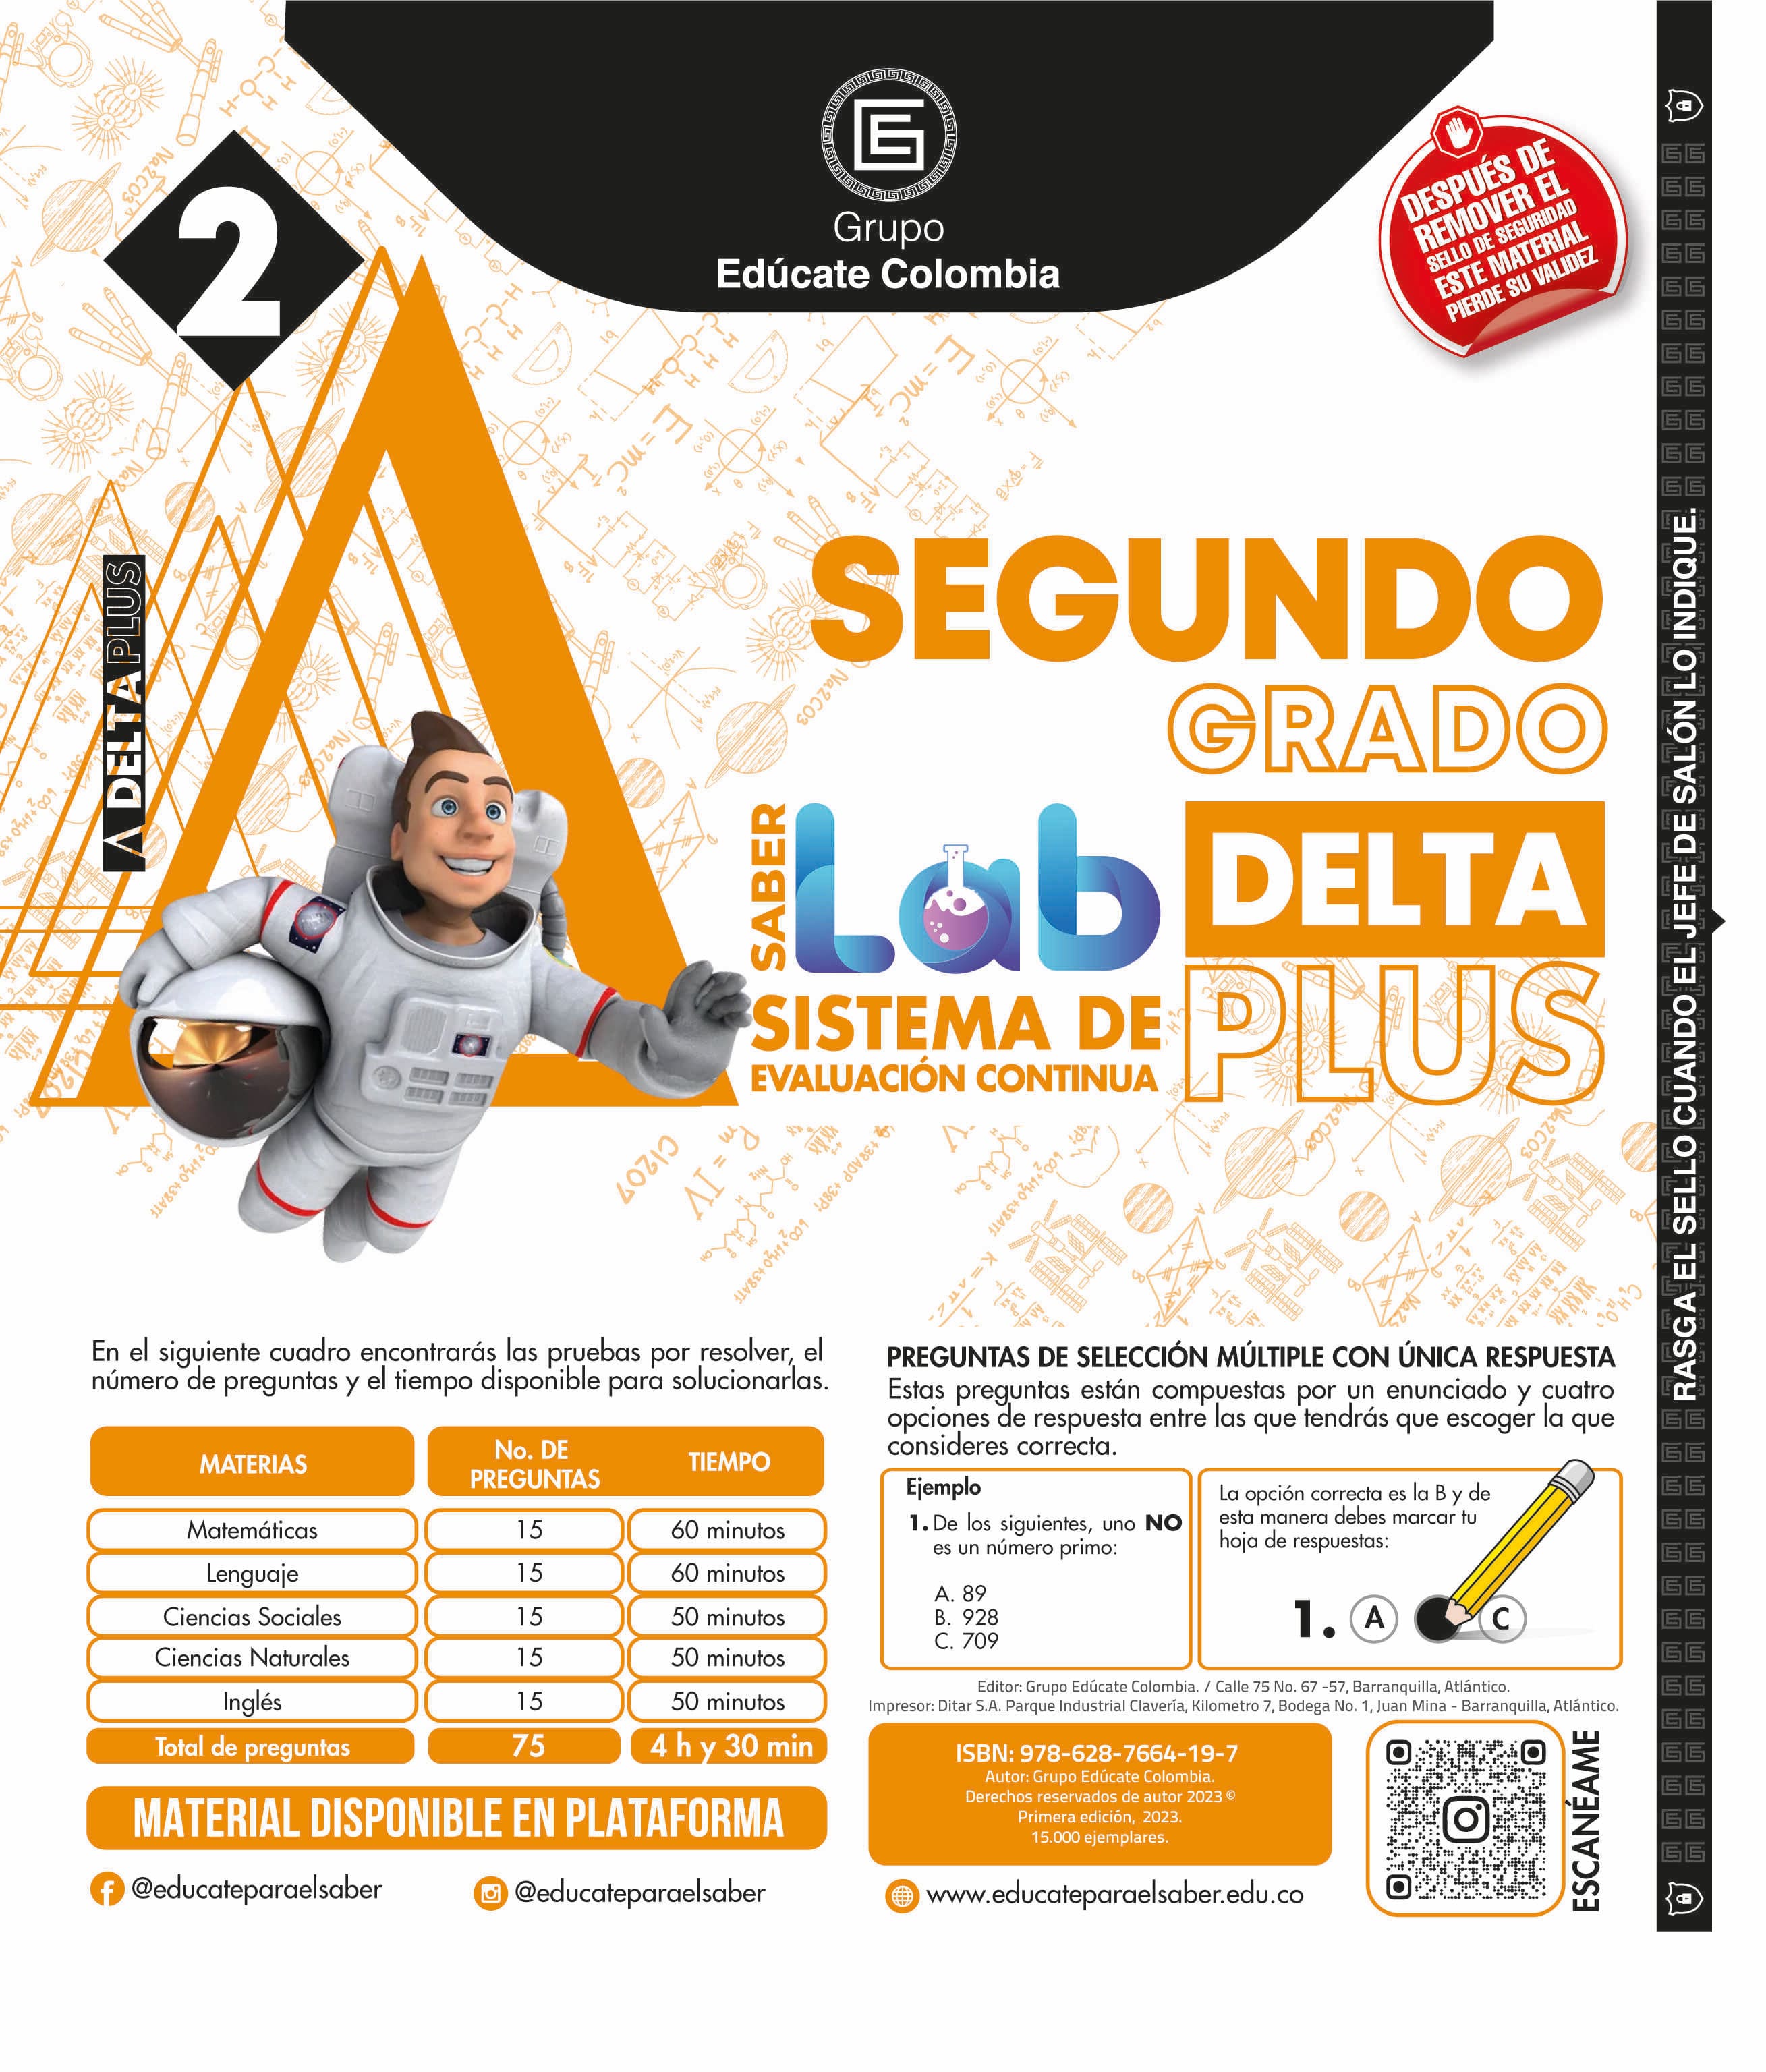 2
Grupo
Edúcate Colombia
DESPUÉS DE
REMOVER EL
SELLO DE SEGURIDAD
ESTE MATERIAL
PIERDE SU VALIDEZ
DELTA PLUS
SEGUNDO
GRADO
SABER
Lab
DELTA
PLUS
SISTEMA DE
EVALUACIÓN CONTINUA
RASGA EL SELLO CUANDO EL JEFE DE SALÓN LO INDIQUE.
En el siguiente cuadro encontrarás las pruebas por resolver, el
número de preguntas y el tiempo disponible para solucionarlas.
MATERIAS No. DE PREGUNTAS TIEMPO
Matemáticas 15 60 minutos
Lenguaje 15 60 minutos
Ciencias Sociales 15 50 minutos
Ciencias Naturales 15 50 minutos
Inglés 15 50 minutos
Total de preguntas 75 4 h y 30 min
MATERIAL DISPONIBLE EN PLATAFORMA
@educateparaelsaber
@educateparaelsaber
PREGUNTAS DE SELECCIÓN MÚLTIPLE CON ÚNICA RESPUESTA
Estas preguntas están compuestas por un enunciado y cuatro
opciones de respuesta entre las que tendrás que escoger la que
consideres correcta.
Ejemplo
1. De los siguientes, uno NO
es un número primo:
A. 89
B. 928
C. 709
La opción correcta es la B y de
esta manera debes marcar tu
hoja de respuestas:
1. A C
Editor: Grupo Edúcate Colombia. / Calle 75 No. 67 -57, Barranquilla, Atlántico.
Impresor: Ditar S.A. Parque Industrial Clavería, Kilometro 7, Bodega No. 1, Juan Mina - Barranquilla, Atlántico.
ISBN: 978-628-7664-19-7
Autor: Grupo Edúcate Colombia.
Derechos reservados de autor 2023 ©
Primera edición, 2023.
15.000 ejemplares.
www.educateparaelsaber.edu.co
ESCANÉAME